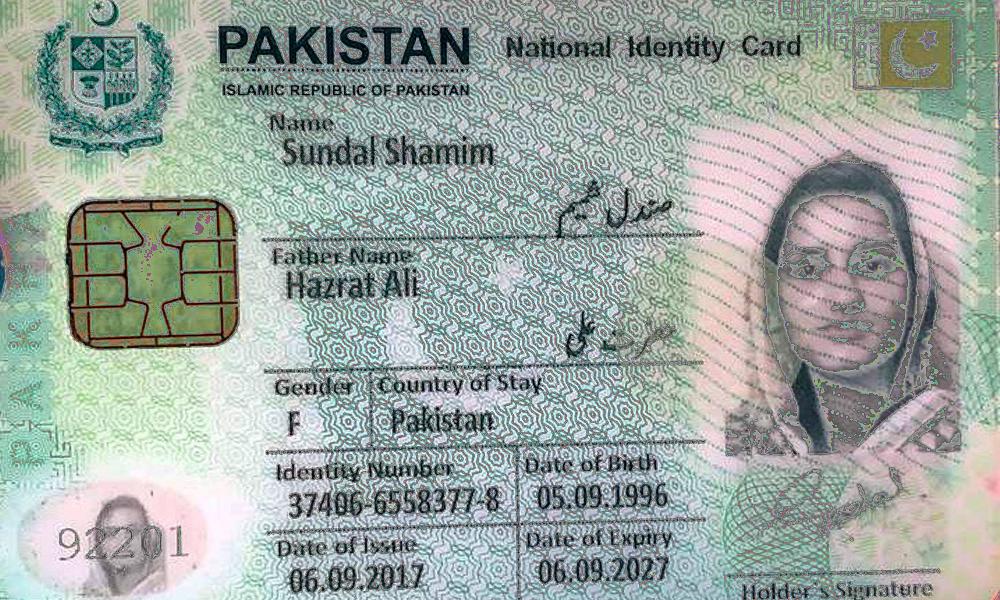 PAKISTAN National Identity Card
ISLAMIC REPUBLIC OF PAKISTAN
Name
Sundal Shamim
صندل شمیم
Father Name
Hazrat Ali
حضرت علی
Gender Country of Stay
F Pakistan
Identity Number Date of Birth
37406-6558377-8 05.09.1996
Date of Issue Date of Expiry
06.09.2017 06.09.2027
92201
Holder's Signature